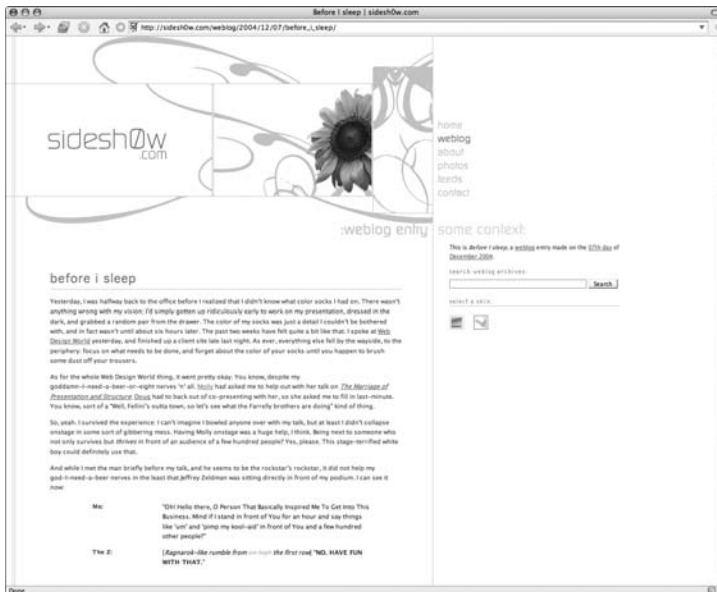 Before I sleep | sidesh0w.com
http://sidesh0w.com/weblog/2004/12/07/before_i_sleep/
sidesh0w
.com
home
weblog
about
photos
feeds
contact
:weblog entry
some context:
This is Before I sleep, a weblog entry made on the 07th day of
December 2004.
search weblog archives:
Search
select a skin:
before i sleep
Yesterday, I was halfway back to the office before I realized that I didn't know what color socks I had on. There wasn't
anything wrong with my vision: I'd simply gotten up ridiculously early to work on my presentation, dressed in the
dark, and grabbed a random pair from the drawer. The color of my socks was just a detail I couldn't be bothered
with, and in fact wasn't until about six hours later. The past two weeks have felt quite a bit like that. I spoke at Web
Design World yesterday, and finished up a client site late last night. As ever, everything else fell by the wayside, to the
periphery: focus on what needs to be done, and forget about the color of your socks until you happen to brush
some dust off your trousers.
As for the whole Web Design World thing, it went pretty okay. You know, despite my
goddamn-I-need-a-beer-or-eight nerves 'n' all. Molly had asked me to help out with her talk on The Marriage of
Presentation and Structure; Doug had to back out of co-presenting with her, so she asked me to fill in last-minute.
You know, sort of a "Well, Fellini's outta town, so let's see what the Farrelly brothers are doing" kind of thing.
So, yeah. I survived the experience: I can't imagine I bowled anyone over with my talk, but at least I didn't collapse
onstage in some sort of gibbering mess. Having Molly onstage was a huge help, I think. Being next to someone who
not only survives but thrives in front of an audience of a few hundred people? Yes, please. This stage-terrified white
boy could definitely use that.
And while I met the man briefly before my talk, and he seems to be the rockstar's rockstar, it did not help my
god-I-need-a-beer nerves in the least that Jeffrey Zeldman was sitting directly in front of my podium. I can see it
now:
Me:
"OH! Hello there, O Person That Basically Inspired Me To Get Into This
Business. Mind if I stand in front of You for an hour and say things
like 'um' and 'pimp my kool-aid' in front of You and a few hundred
other people?"
The Z:
[Ragnarok-like rumble from the first row] "NO. HAVE FUN
WITH THAT."
Done